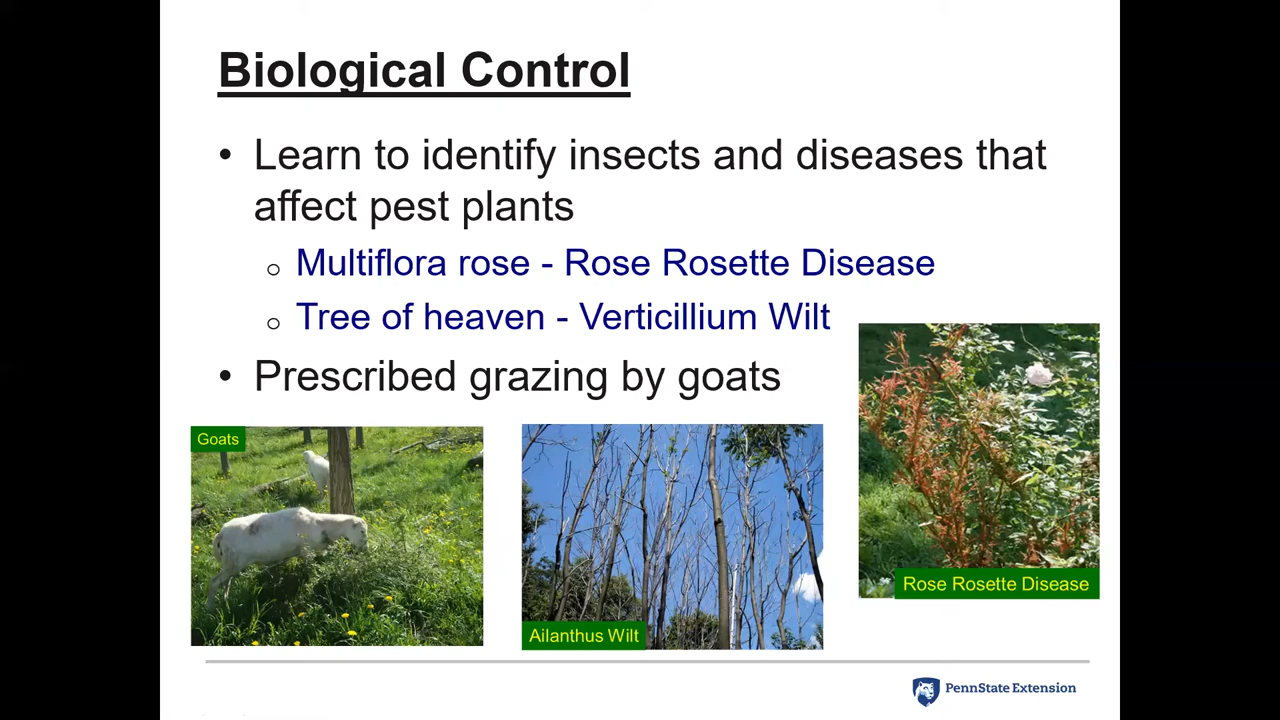 Biological Control
• Learn to identify insects and diseases that
affect pest plants
o Multiflora rose - Rose Rosette Disease
o Tree of heaven - Verticillium Wilt
• Prescribed grazing by goats
Goats
Ailanthus Wilt
Rose Rosette Disease
PennState Extension